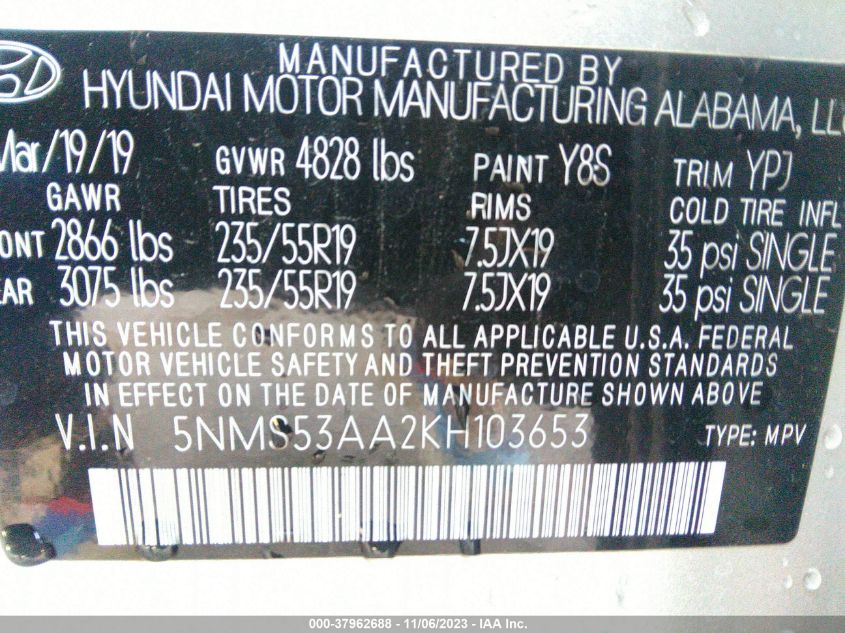 MANUFACTURED BY
HYUNDAI MOTOR MANUFACTURING ALABAMA, LLC
Mar/19/19 GVWR 4828 lbs PAINT Y8S TRIM YPJ
GAWR TIRES RIMS COLD TIRE INFL
ONT 2866 lbs 235/55R19 7.5JX19 35 psi SINGLE
EAR 3075 lbs 235/55R19 7.5JX19 35 psi SINGLE
THIS VEHICLE CONFORMS TO ALL APPLICABLE U.S.A. FEDERAL
MOTOR VEHICLE SAFETY AND THEFT PREVENTION STANDARDS
IN EFFECT ON THE DATE OF MANUFACTURE SHOWN ABOVE
V.I.N 5NMS53AA2KH103653 TYPE: MPV
000-37962688 - 11/06/2023 - IAA Inc.